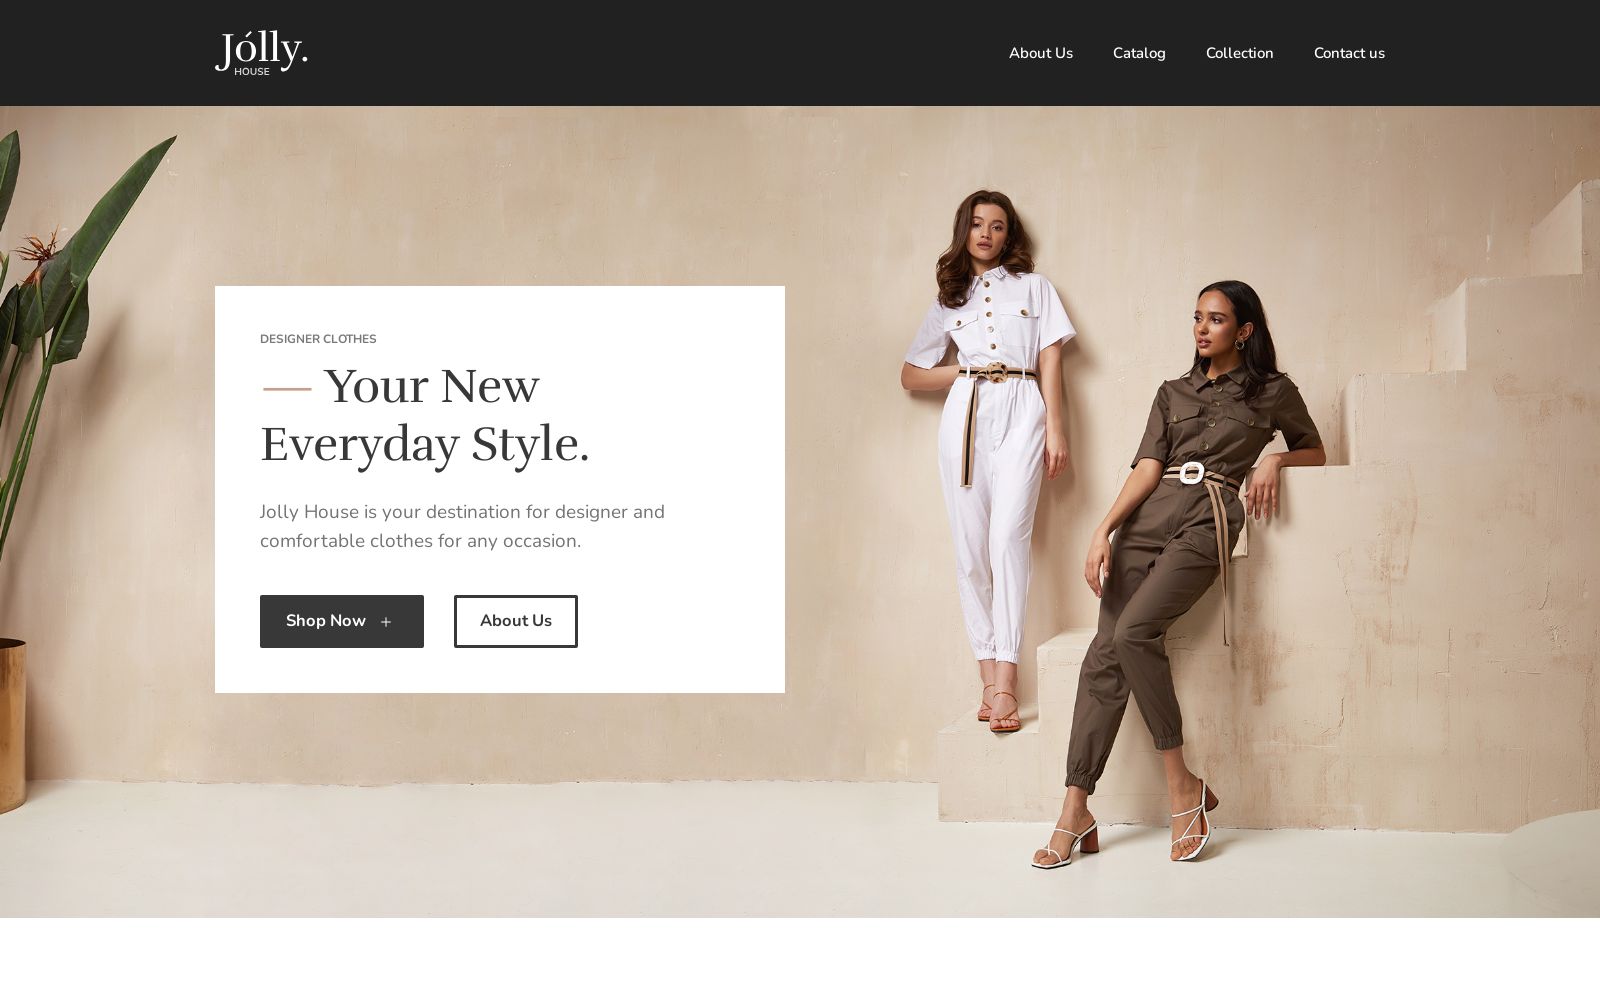 Jólly.
HOUSE
About Us
Catalog
Collection
Contact us
DESIGNER CLOTHES
Your New
Everyday Style.
Jolly House is your destination for designer and
comfortable clothes for any occasion.
Shop Now +
About Us